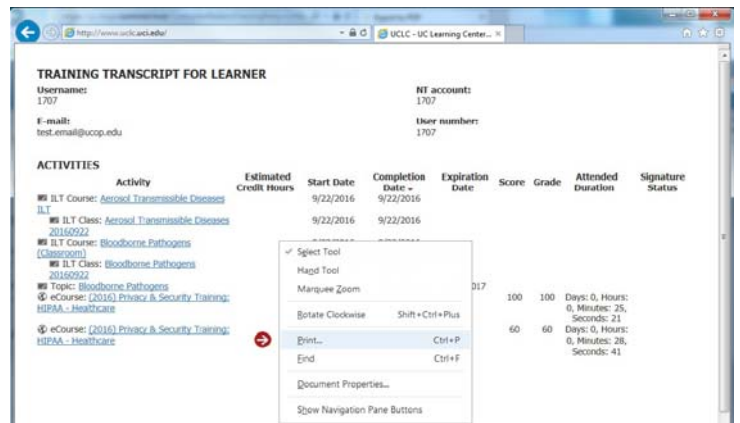 http://www.uclc.uci.edu/
UCLC - UC Learning Center...
TRAINING TRANSCRIPT FOR LEARNER
Username: NT account:
1707 1707
E-mail: User number:
test.email@ucop.edu 1707
ACTIVITIES
Activity Estimated Credit Hours Start Date Completion Date Expiration Date Score Grade Attended Duration Signature Status
ILT Course: Aerosol Transmissible Diseases 9/22/2016 9/22/2016
ILT
ILT Class: Aerosol Transmissible Diseases 9/22/2016 9/22/2016
20160922
ILT Course: Bloodborne Pathogens
(Classroom)
ILT Class: Bloodborne Pathogens
20160922
Topic: Bloodborne Pathogens 017
eCourse: (2016) Privacy & Security Training: 100 100 Days: 0, Hours:
HIPAA - Healthcare 0, Minutes: 25,
Seconds: 21
eCourse: (2016) Privacy & Security Training: 60 60 Days: 0, Hours:
HIPAA - Healthcare 0, Minutes: 28,
Seconds: 41
Select Tool
Hand Tool
Marquee Zoom
Rotate Clockwise Shift+Ctrl+Plus
Print... Ctrl+P
Find Ctrl+F
Document Properties...
Show Navigation Pane Buttons